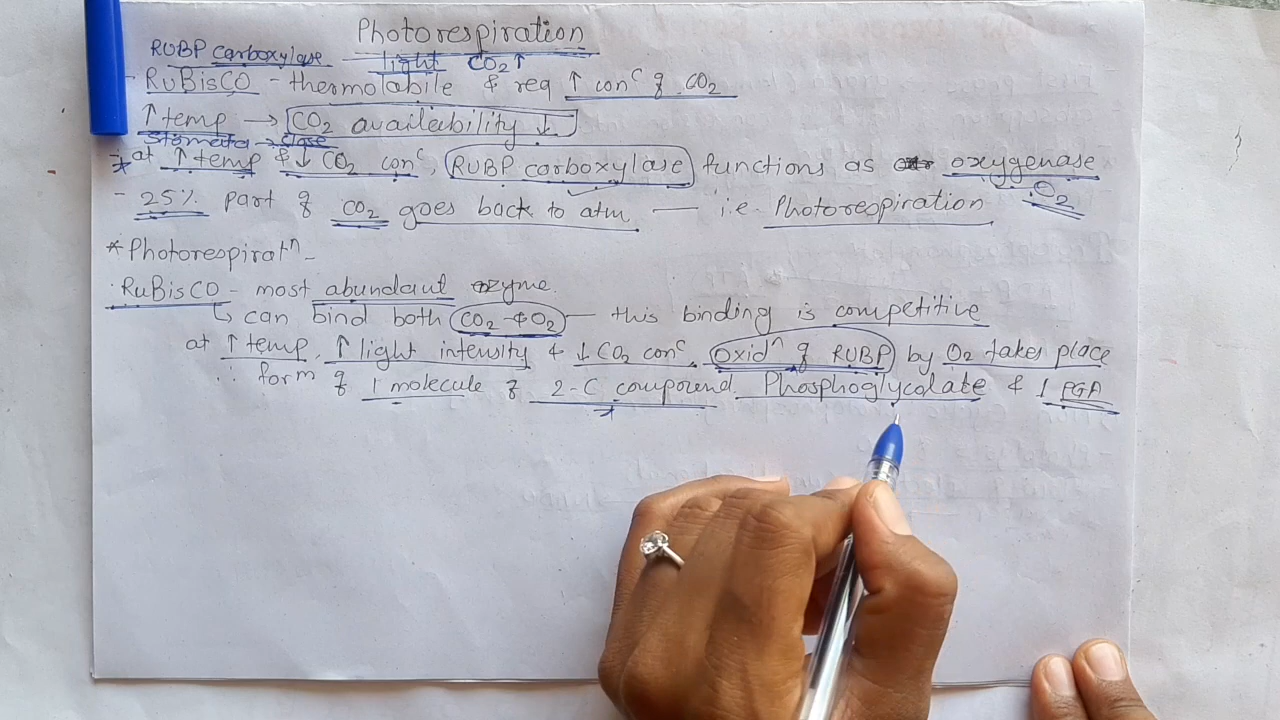 Photorespiration
RUBP carboxylase light CO2↑
- RuBisCO - thermolabile & req ↑ conc of CO2
↑ temp → CO2 availability ↓
Stomata → close
* at ↑ temp & ↓ CO2 conc, RUBP carboxylase functions as oxygenase
O2
- 25% part of CO2 goes back to atm — i.e. Photorespiration
* Photorespiratn -
RuBisCO - most abundant enzyme.
↳ can bind both CO2 & O2 — this binding is competitive
at ↑ temp, ↑ light intensity & ↓ CO2 conc, Oxidn of RUBP by O2 takes place
∴ form of 1 molecule of 2-C compound Phosphoglycolate & 1 PGA